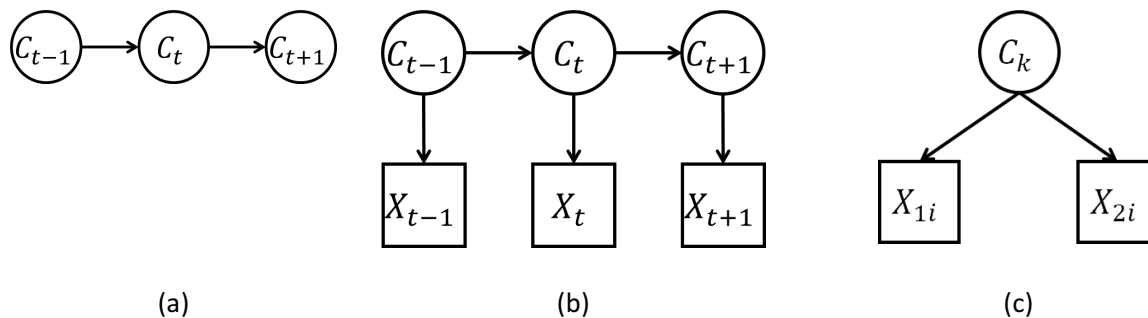 C_{t−1} C_t C_{t+1}
C_{t−1} C_t C_{t+1}
X_{t−1} X_t X_{t+1}
C_k
X_{1i} X_{2i}
(a) (b) (c)